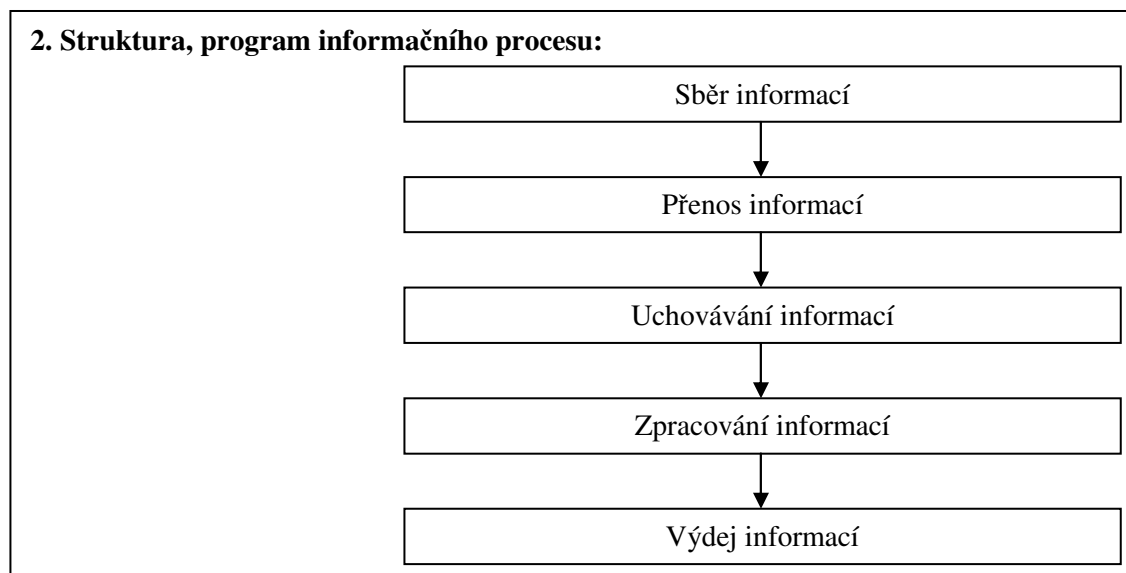 2. Struktura, program informačního procesu:
Sběr informací
Přenos informací
Uchovávání informací
Zpracování informací
Výdej informací